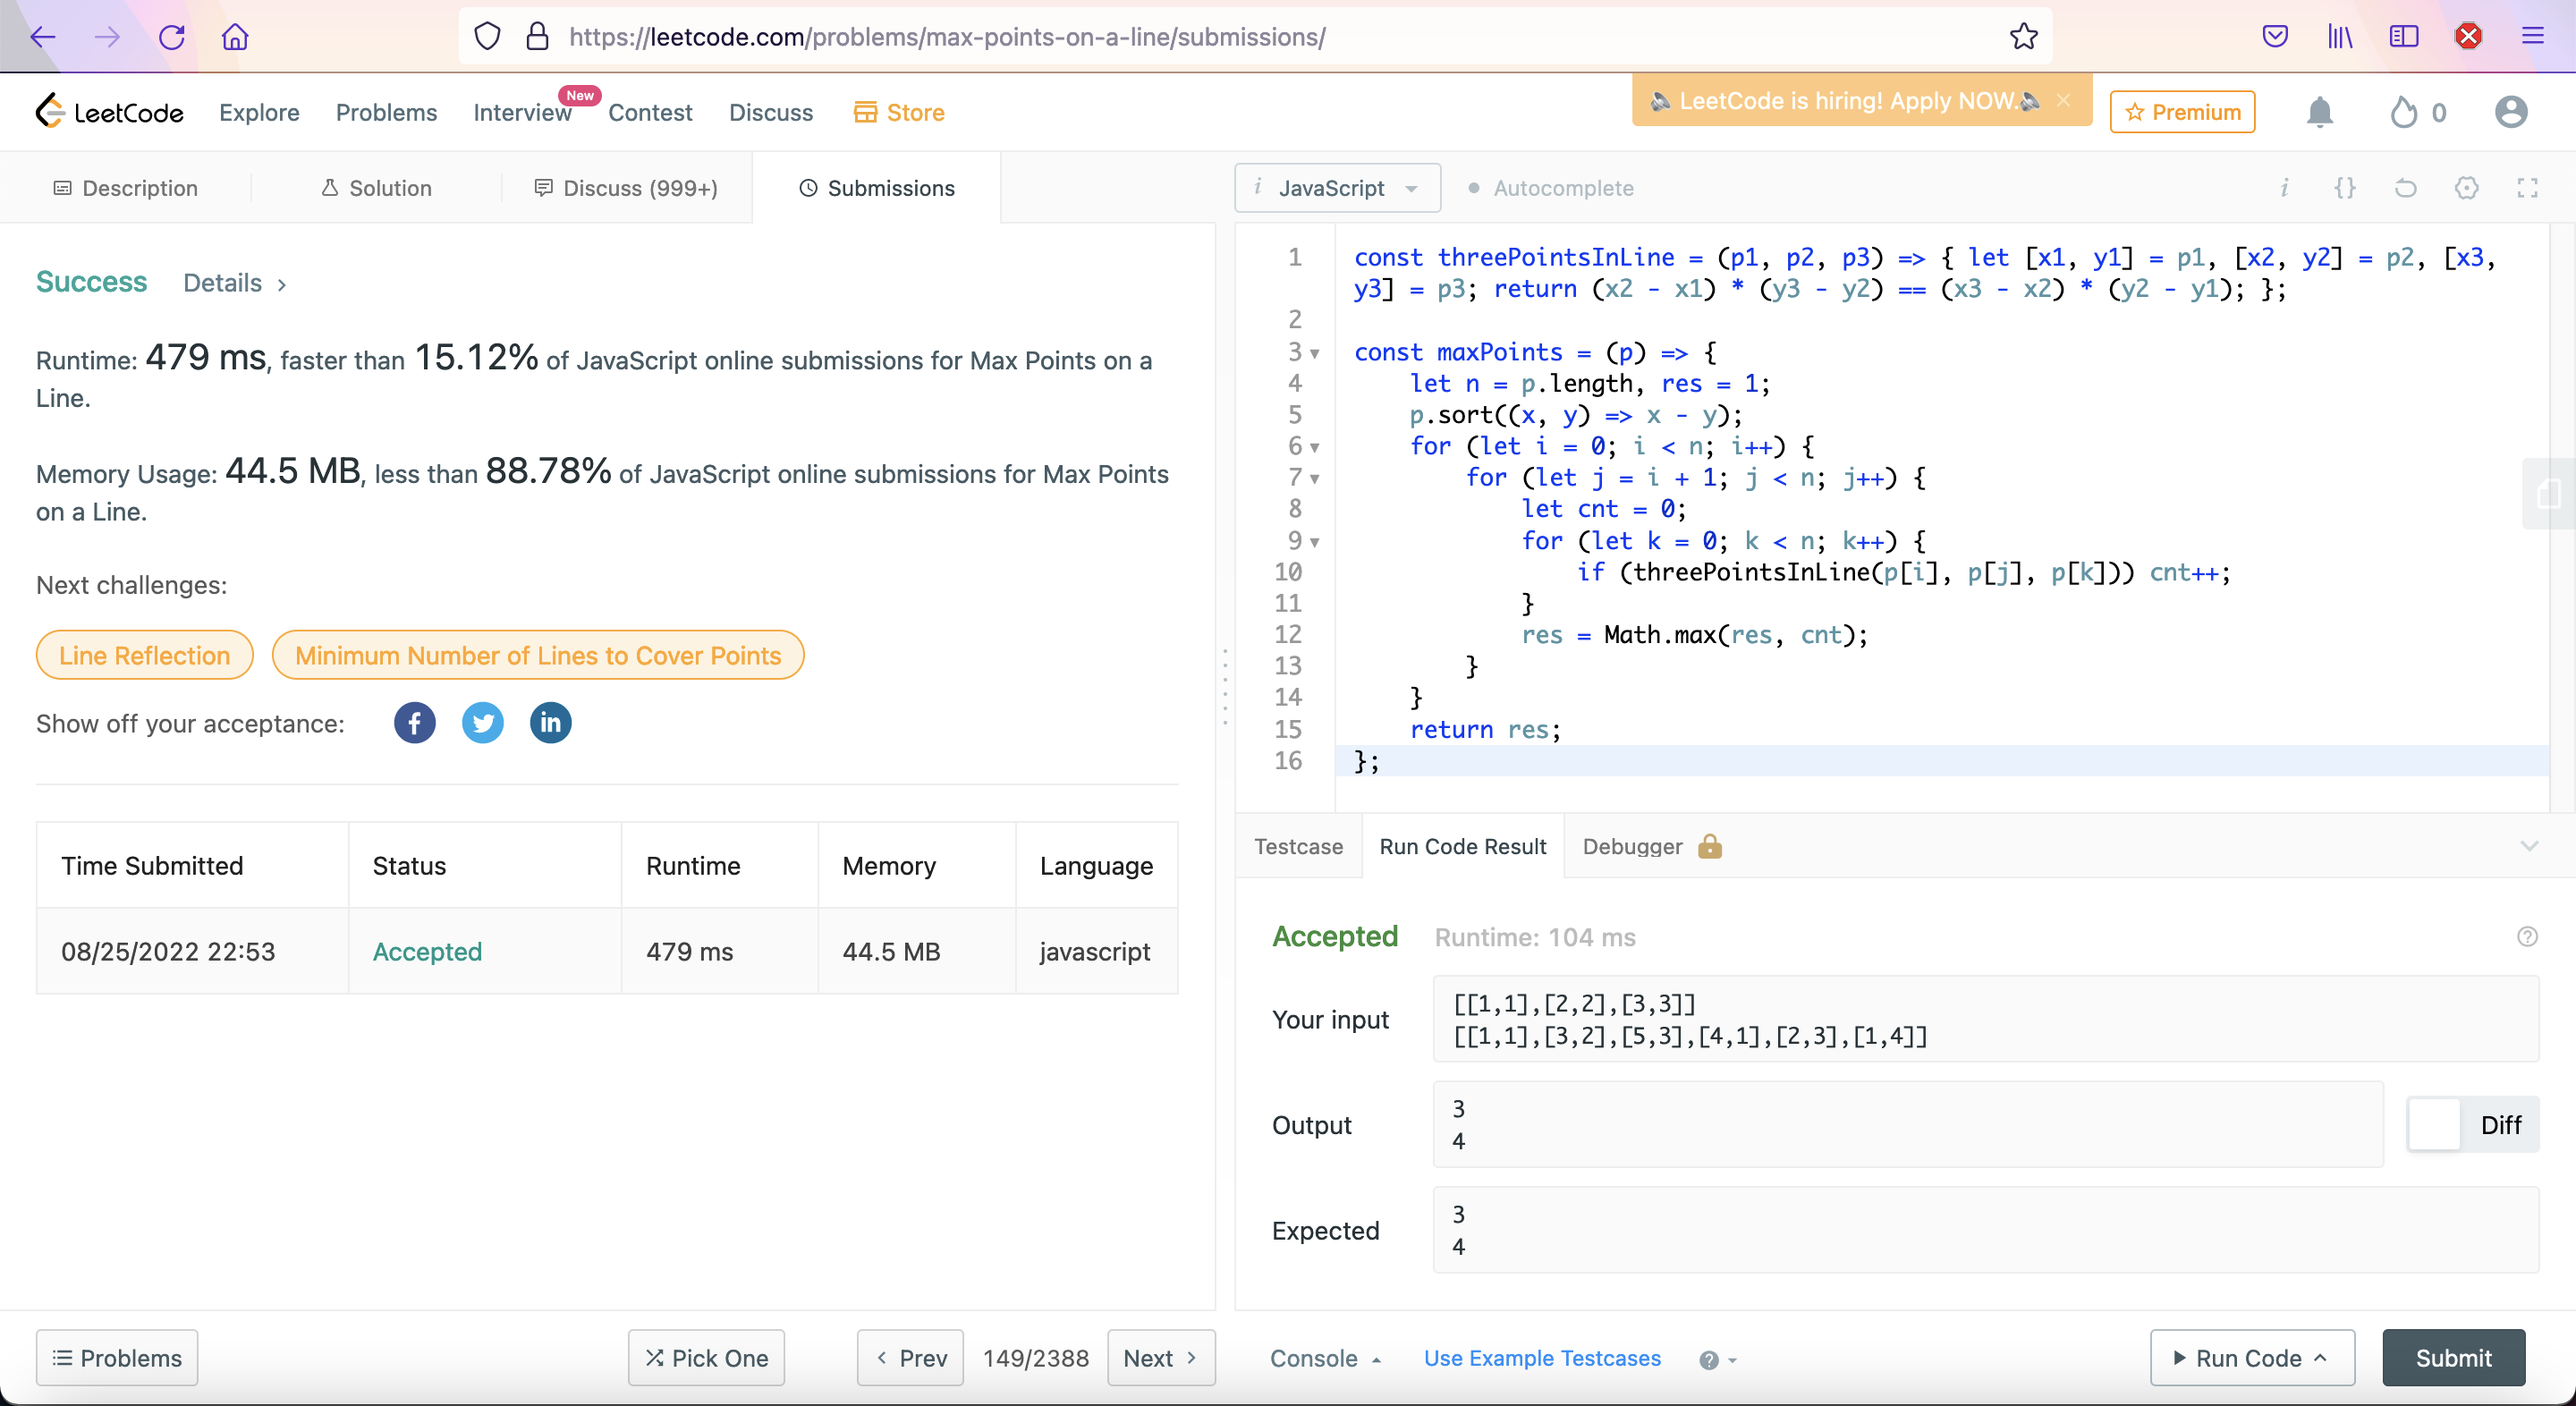 https://leetcode.com/problems/max-points-on-a-line/submissions/
LeetCode Explore Problems Interview New Contest Discuss Store
LeetCode is hiring! Apply NOW. × Premium 0
Description Solution Discuss (999+) Submissions
JavaScript Autocomplete
Success Details >
Runtime: 479 ms, faster than 15.12% of JavaScript online submissions for Max Points on a
Line.
Memory Usage: 44.5 MB, less than 88.78% of JavaScript online submissions for Max Points
on a Line.
Next challenges:
Line Reflection Minimum Number of Lines to Cover Points
Show off your acceptance: f in
Time Submitted Status Runtime Memory Language
08/25/2022 22:53 Accepted 479 ms 44.5 MB javascript
1 const threePointsInLine = (p1, p2, p3) => { let [x1, y1] = p1, [x2, y2] = p2, [x3,
y3] = p3; return (x2 - x1) * (y3 - y2) == (x3 - x2) * (y2 - y1); };
2
3 const maxPoints = (p) => {
4 let n = p.length, res = 1;
5 p.sort((x, y) => x - y);
6 for (let i = 0; i < n; i++) {
7 for (let j = i + 1; j < n; j++) {
8 let cnt = 0;
9 for (let k = 0; k < n; k++) {
10 if (threePointsInLine(p[i], p[j], p[k])) cnt++;
11 }
12 res = Math.max(res, cnt);
13 }
14 }
15 return res;
16 };
Testcase Run Code Result Debugger
Accepted Runtime: 104 ms
Your input
[[1,1],[2,2],[3,3]]
[[1,1],[3,2],[5,3],[4,1],[2,3],[1,4]]
Output
3
4
Diff
Expected
3
4
Problems Pick One < Prev 149/2388 Next >
Console Use Example Testcases Run Code Submit